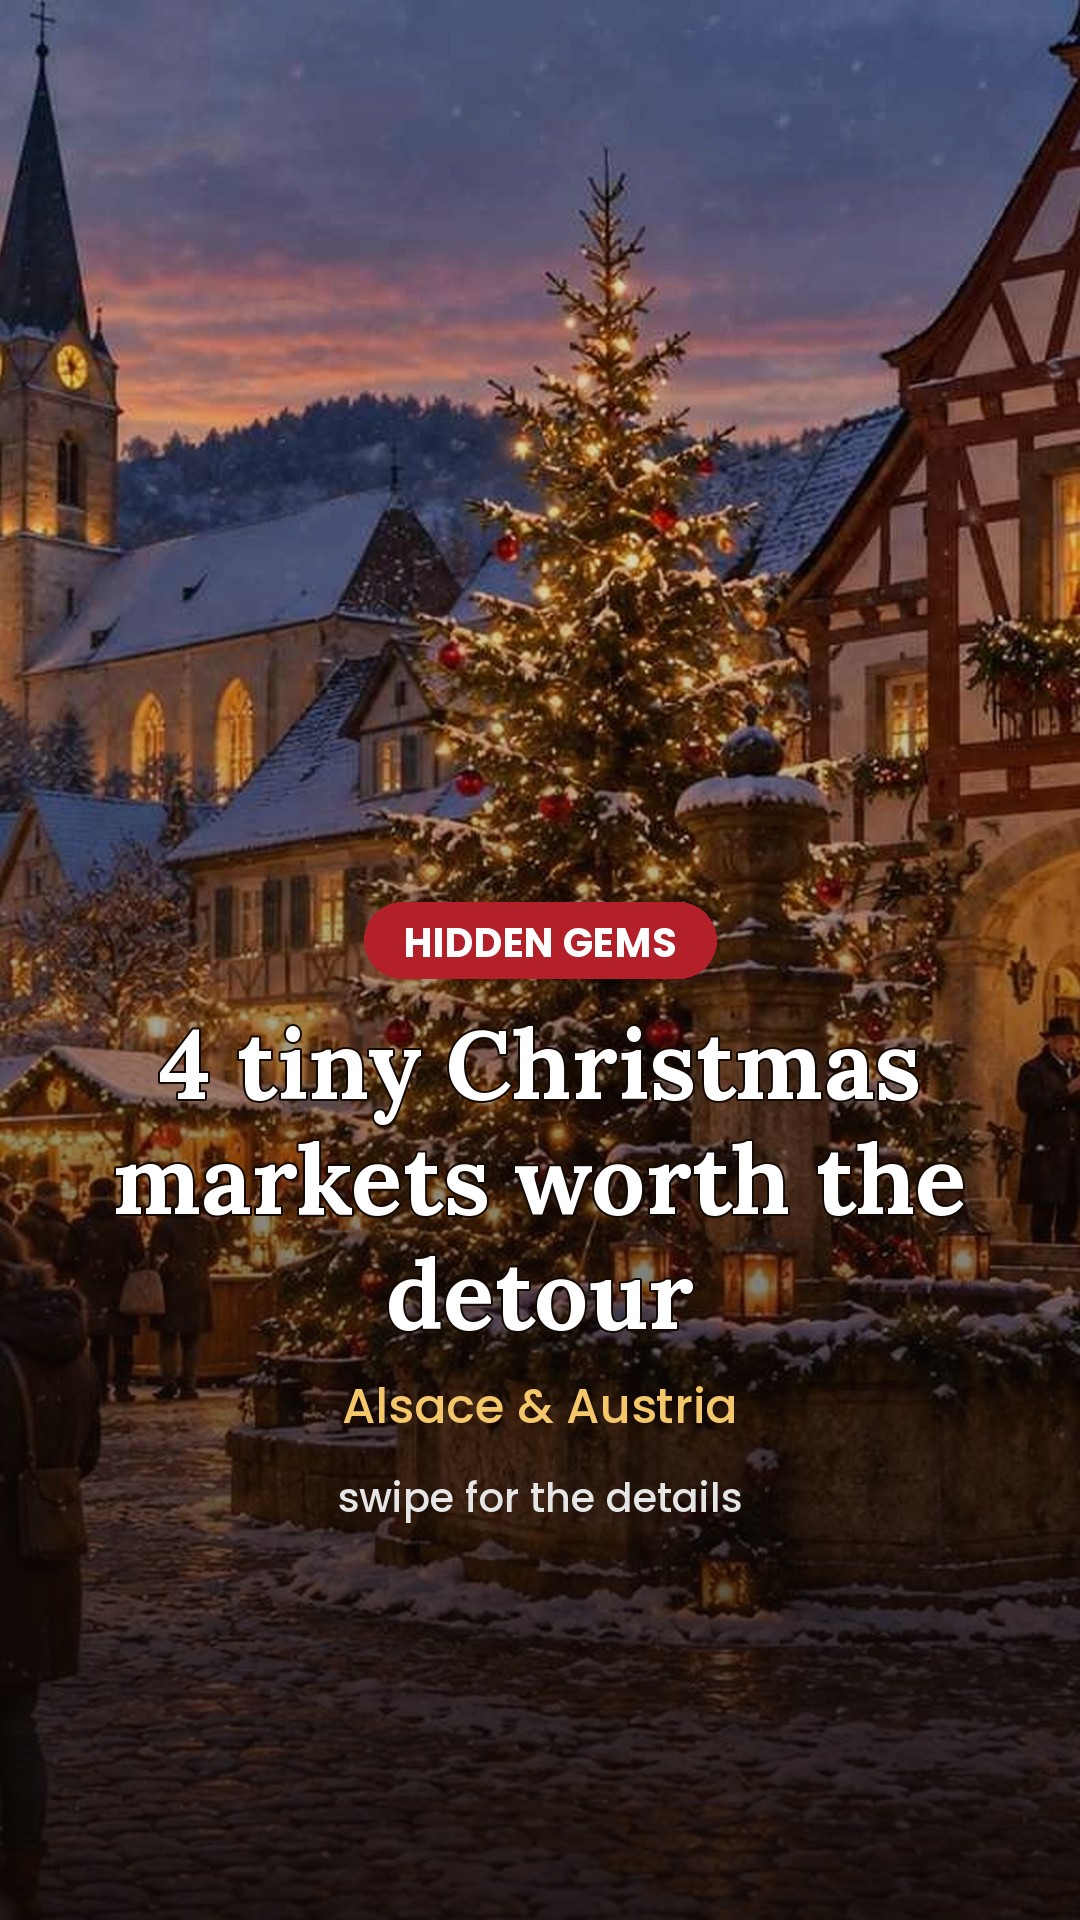 HIDDEN GEMS
4 tiny Christmas
markets worth the
detour
Alsace & Austria
swipe for the details